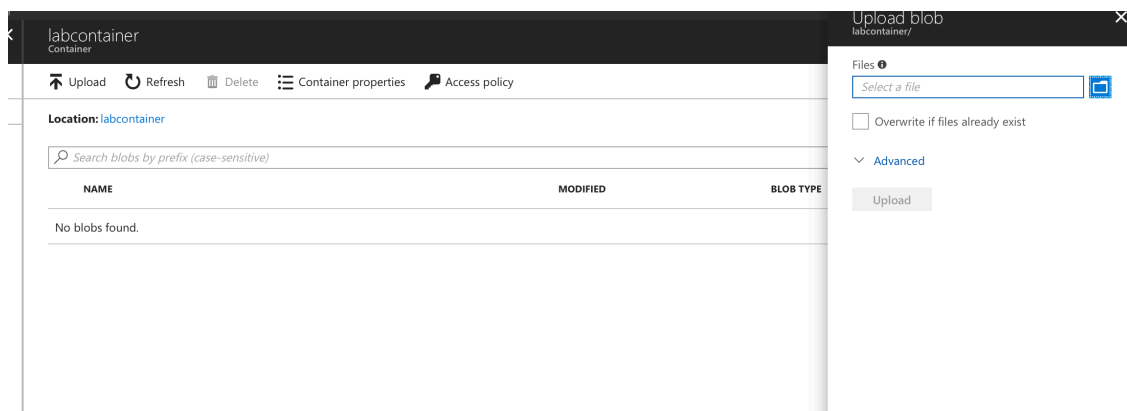 labcontainer
Container
Upload Refresh Delete Container properties Access policy
Location: labcontainer
Search blobs by prefix (case-sensitive)
NAME MODIFIED BLOB TYPE
No blobs found.
Upload blob
labcontainer/
Files
Select a file
Overwrite if files already exist
Advanced
Upload